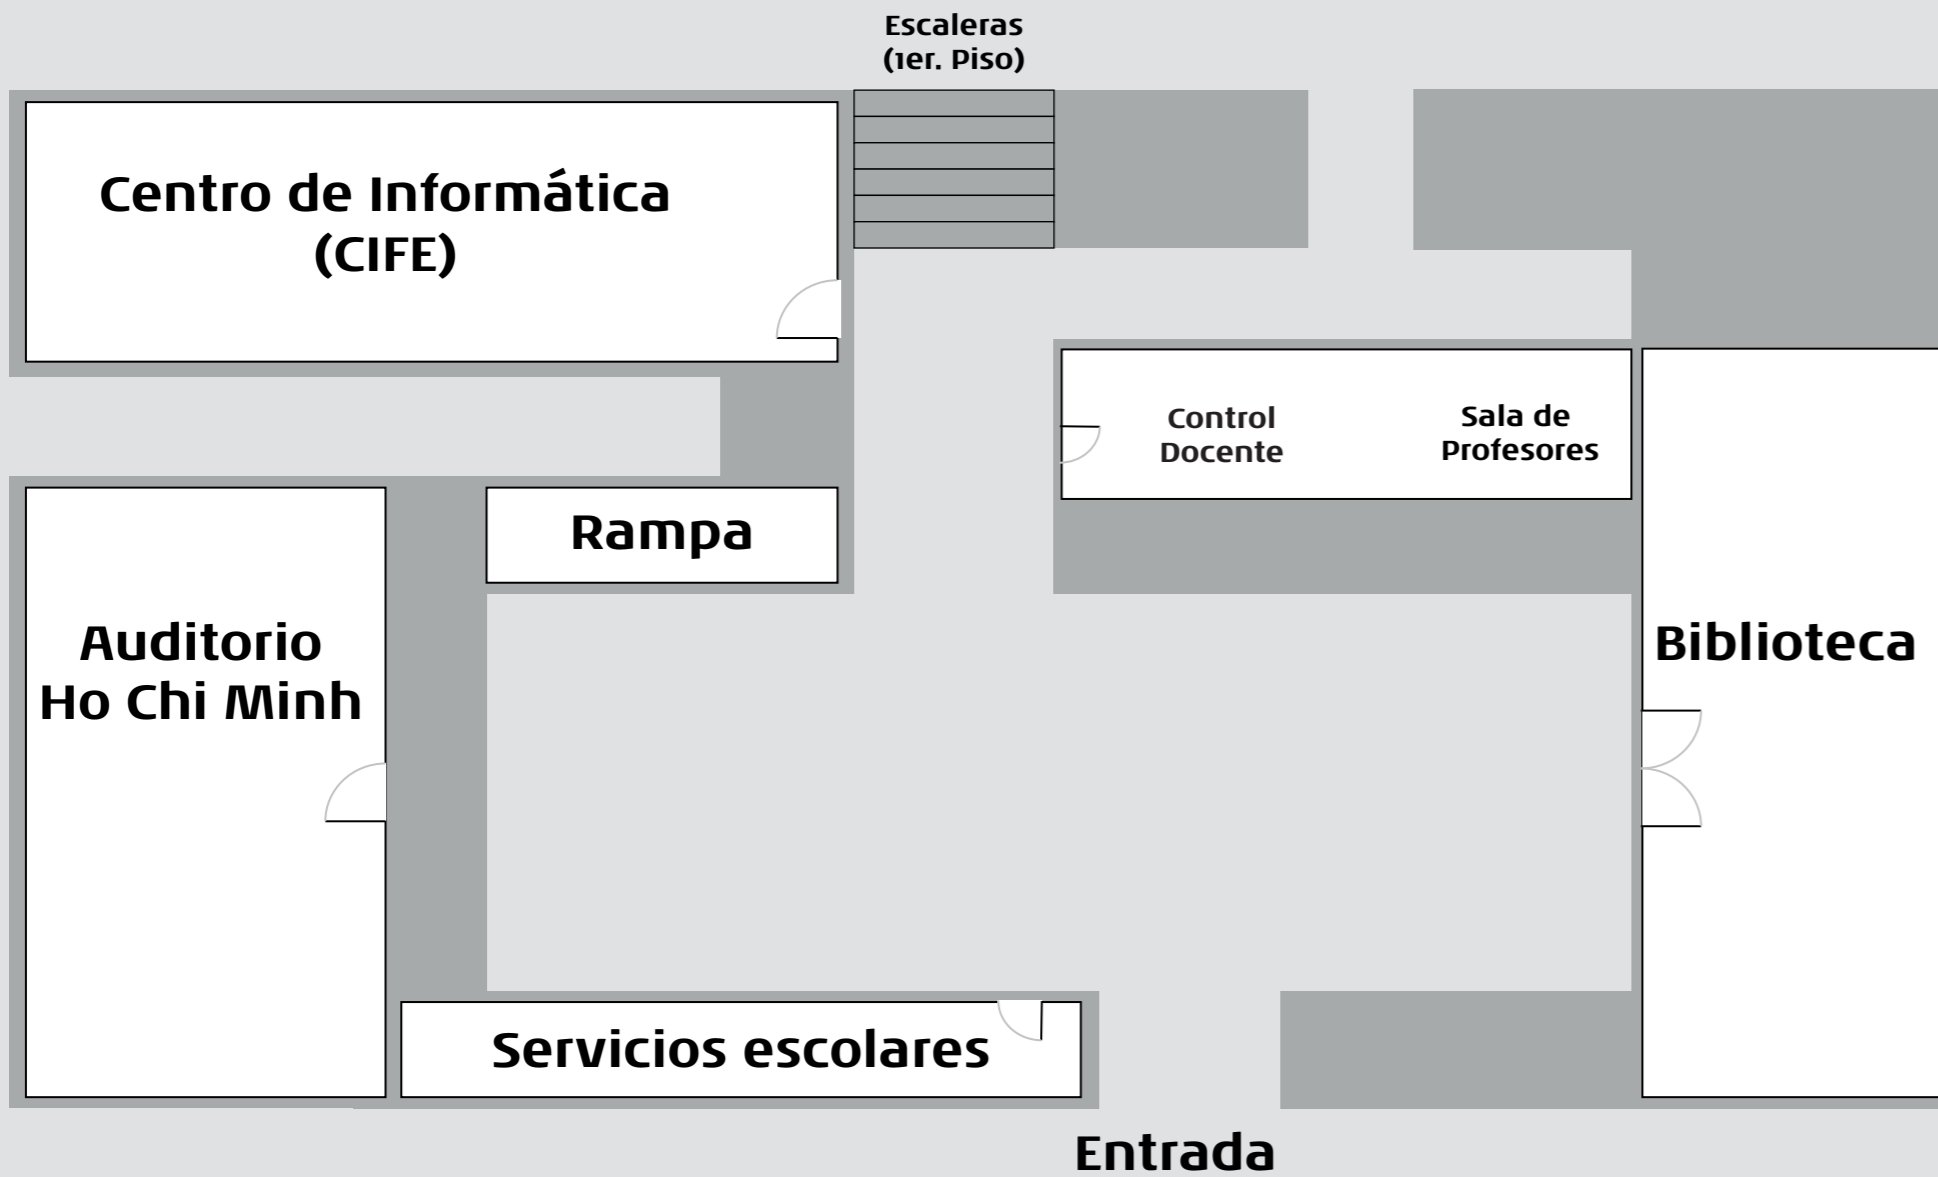 Escaleras
(1er. Piso)
Centro de Informática
(CIFE)
Control
Docente
Sala de
Profesores
Rampa
Auditorio
Ho Chi Minh
Biblioteca
Servicios escolares
Entrada